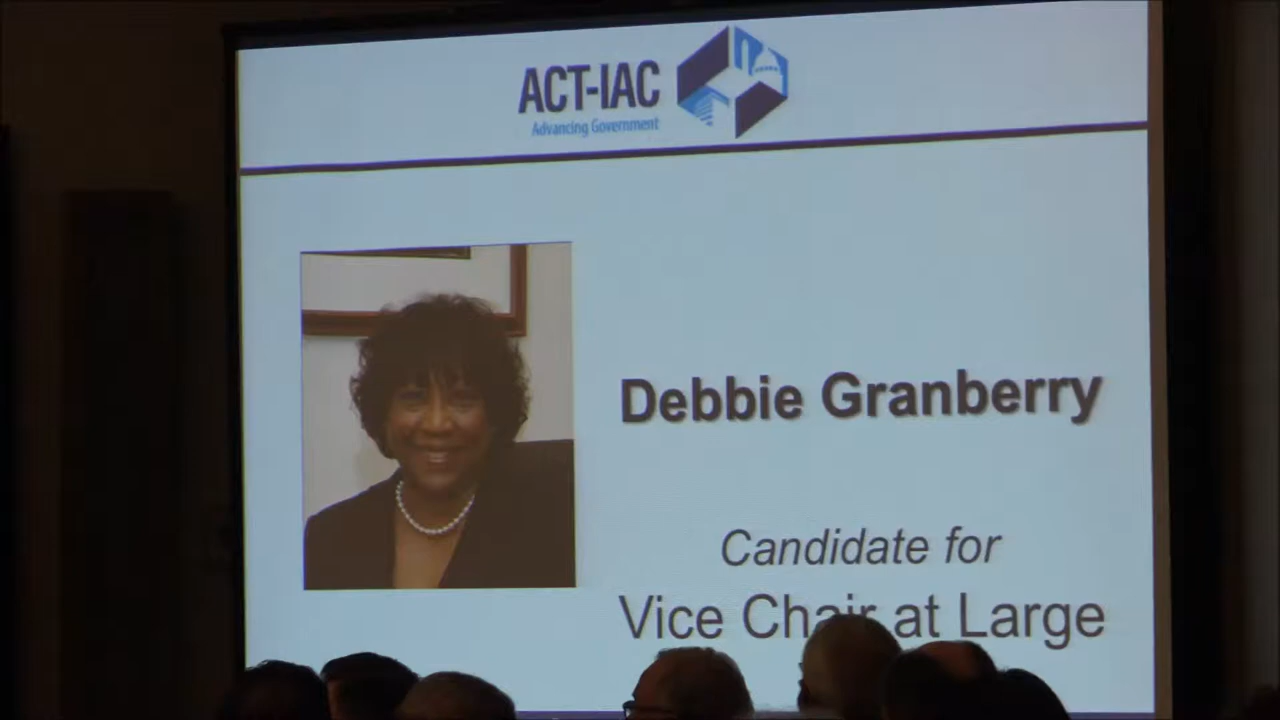 ACT-IAC
Advancing Government
Debbie Granberry
Candidate for
Vice Chair at Large